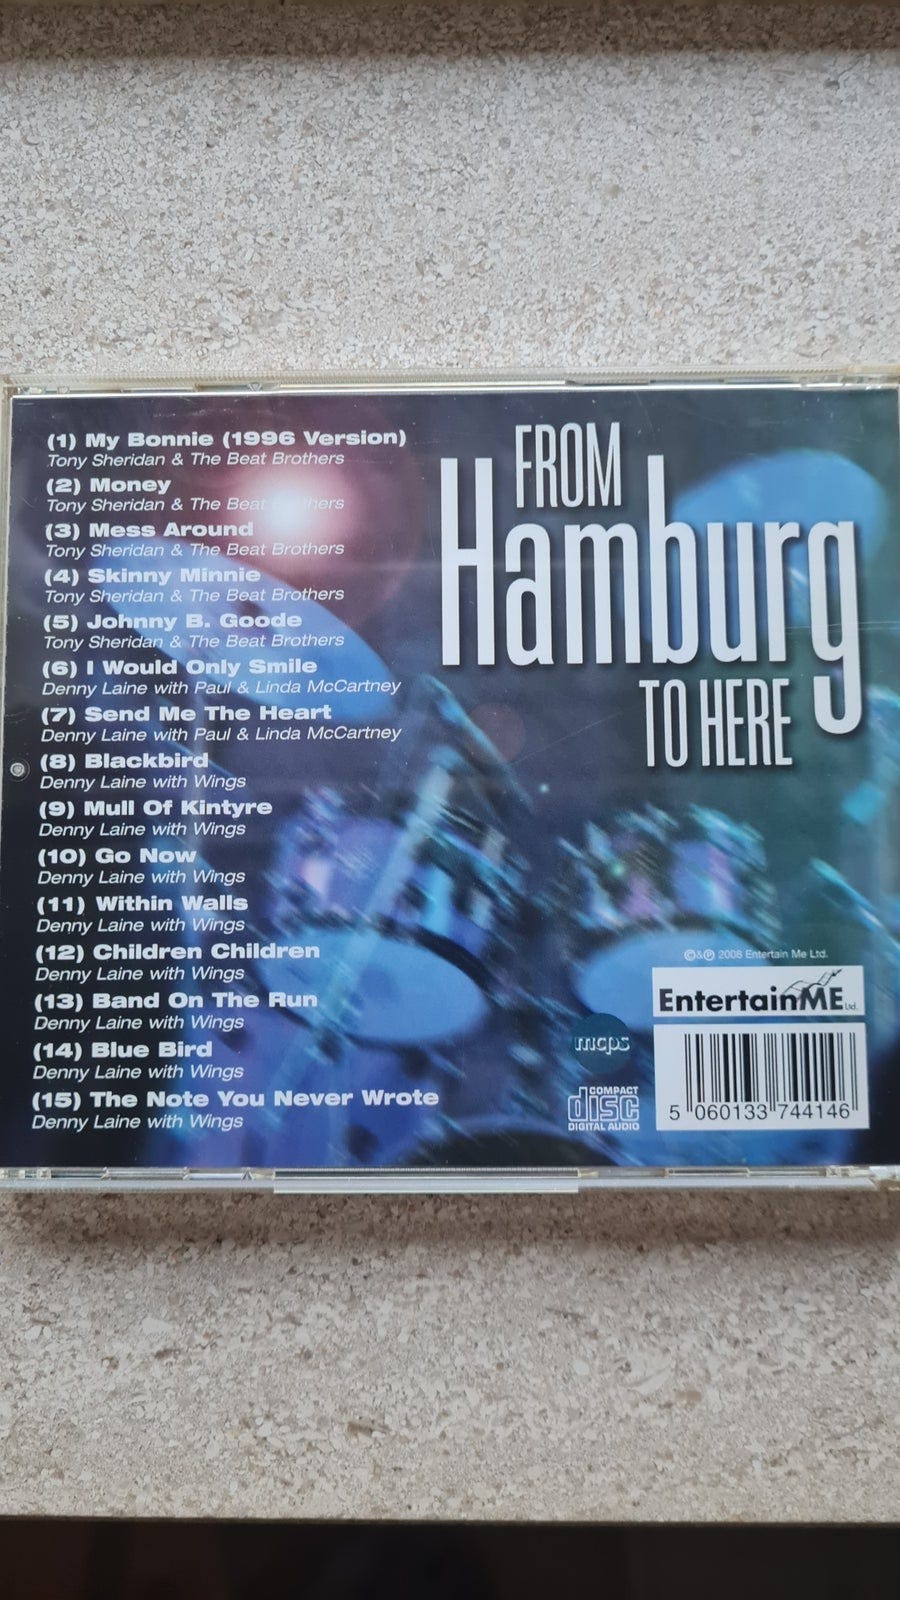 (1) My Bonnie (1996 Version)
Tony Sheridan & The Beat Brothers
(2) Money
Tony Sheridan & The Beat Brothers
(3) Mess Around
Tony Sheridan & The Beat Brothers
(4) Skinny Minnie
Tony Sheridan & The Beat Brothers
(5) Johnny B. Goode
Tony Sheridan & The Beat Brothers
(6) I Would Only Smile
Denny Laine with Paul & Linda McCartney
(7) Send Me The Heart
Denny Laine with Paul & Linda McCartney
(8) Blackbird
Denny Laine with Wings
(9) Mull Of Kintyre
Denny Laine with Wings
(10) Go Now
Denny Laine with Wings
(11) Within Walls
Denny Laine with Wings
(12) Children Children
Denny Laine with Wings
(13) Band On The Run
Denny Laine with Wings
(14) Blue Bird
Denny Laine with Wings
(15) The Note You Never Wrote
Denny Laine with Wings
FROM
Hamburg
TO HERE
©&℗ 2008 Entertain Me Ltd.
EntertainME Ltd.
mcps
COMPACT
disc
DIGITAL AUDIO
5 060133 744146